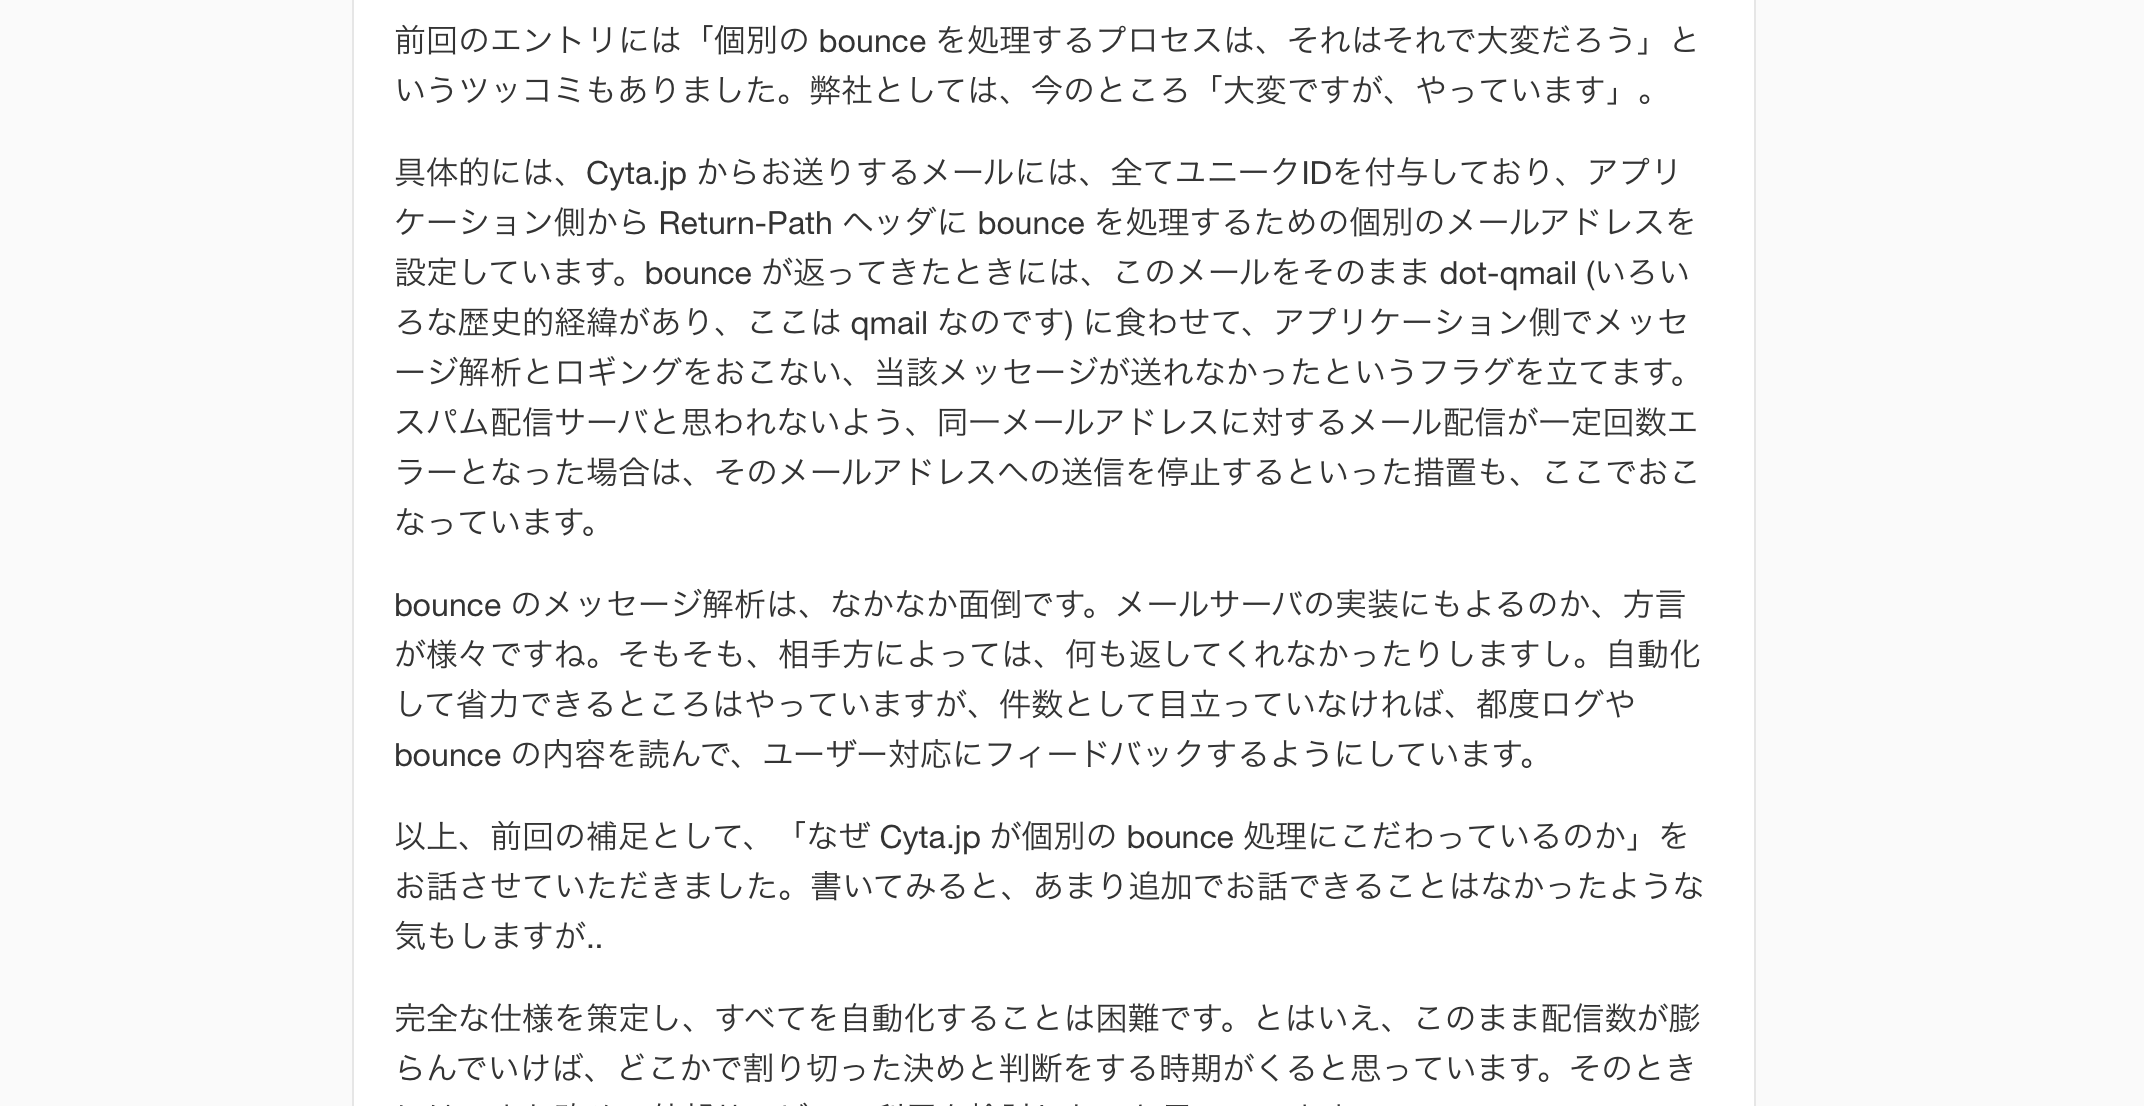 前回のエントリには「個別の bounce を処理するプロセスは、それはそれで大変だろう」と
いうツッコミもありました。弊社としては、今のところ「大変ですが、やっています」。
具体的には、Cyta.jp からお送りするメールには、全てユニークIDを付与しており、アプリ
ケーション側から Return-Path ヘッダに bounce を処理するための個別のメールアドレスを
設定しています。bounce が返ってきたときには、このメールをそのまま dot-qmail (いろい
ろな歴史的経緯があり、ここは qmail なのです) に食わせて、アプリケーション側でメッセ
ージ解析とロギングをおこない、当該メッセージが送れなかったというフラグを立てます。
スパム配信サーバと思われないよう、同一メールアドレスに対するメール配信が一定回数エ
ラーとなった場合は、そのメールアドレスへの送信を停止するといった措置も、ここでおこ
なっています。
bounce のメッセージ解析は、なかなか面倒です。メールサーバの実装にもよるのか、方言
が様々ですね。そもそも、相手方によっては、何も返してくれなかったりしますし。自動化
して省力できるところはやっていますが、件数として目立っていなければ、都度ログや
bounce の内容を読んで、ユーザー対応にフィードバックするようにしています。
以上、前回の補足として、「なぜ Cyta.jp が個別の bounce 処理にこだわっているのか」を
お話させていただきました。書いてみると、あまり追加でお話できることはなかったような
気もしますが..
完全な仕様を策定し、すべてを自動化することは困難です。とはいえ、このまま配信数が膨
らんでいけば、どこかで割り切った決めと判断をする時期がくると思っています。そのとき